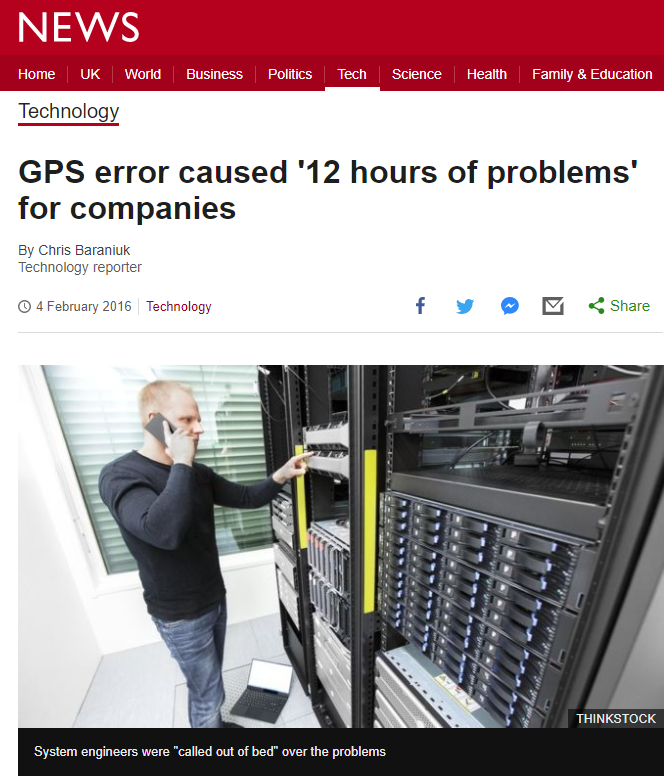 NEWS
Home UK World Business Politics Tech Science Health Family & Education
Technology
GPS error caused '12 hours of problems'
for companies
By Chris Baraniuk
Technology reporter
4 February 2016 Technology
Share
THINKSTOCK
System engineers were "called out of bed" over the problems